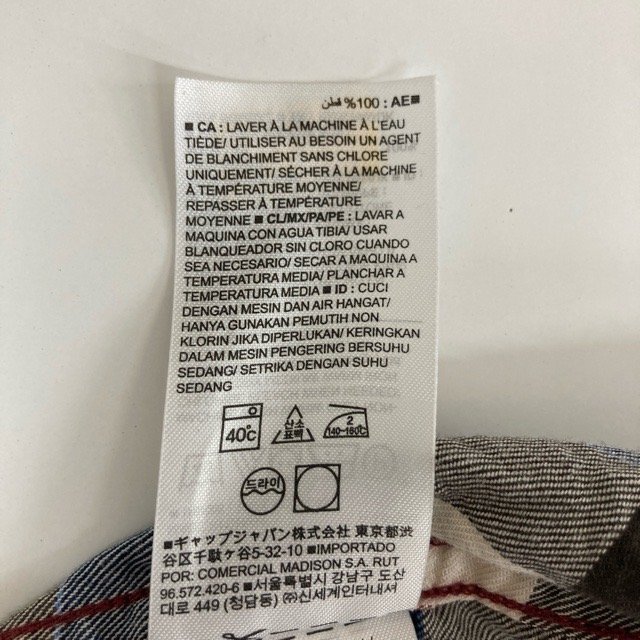 ■AE : 100% قطن
■ CA : LAVER À LA MACHINE À L'EAU
TIÈDE/ UTILISER AU BESOIN UN AGENT
DE BLANCHIMENT SANS CHLORE
UNIQUEMENT/ SÉCHER À LA MACHINE
À TEMPÉRATURE MOYENNE/
REPASSER À TEMPÉRATURE
MOYENNE ■ CL/MX/PA/PE : LAVAR A
MAQUINA CON AGUA TIBIA/ USAR
BLANQUEADOR SIN CLORO CUANDO
SEA NECESARIO/ SECAR A MAQUINA A
TEMPERATURA MEDIA/ PLANCHAR A
TEMPERATURA MEDIA ■ ID : CUCI
DENGAN MESIN DAN AIR HANGAT/
HANYA GUNAKAN PEMUTIH NON
KLORIN JIKA DIPERLUKAN/ KERINGKAN
DALAM MESIN PENGERING BERSUHU
SEDANG/ SETRIKA DENGAN SUHU
SEDANG
40℃
산소
표백
2
140~160℃
드라이
■ギャップジャパン株式会社 東京都渋
谷区千駄ヶ谷5-32-10 ■IMPORTADO
POR: COMERCIAL MADISON S.A. RUT
96.572.420-6 ■서울특별시 강남구 도산
대로 449 (청담동) ㈜신세계인터내셔